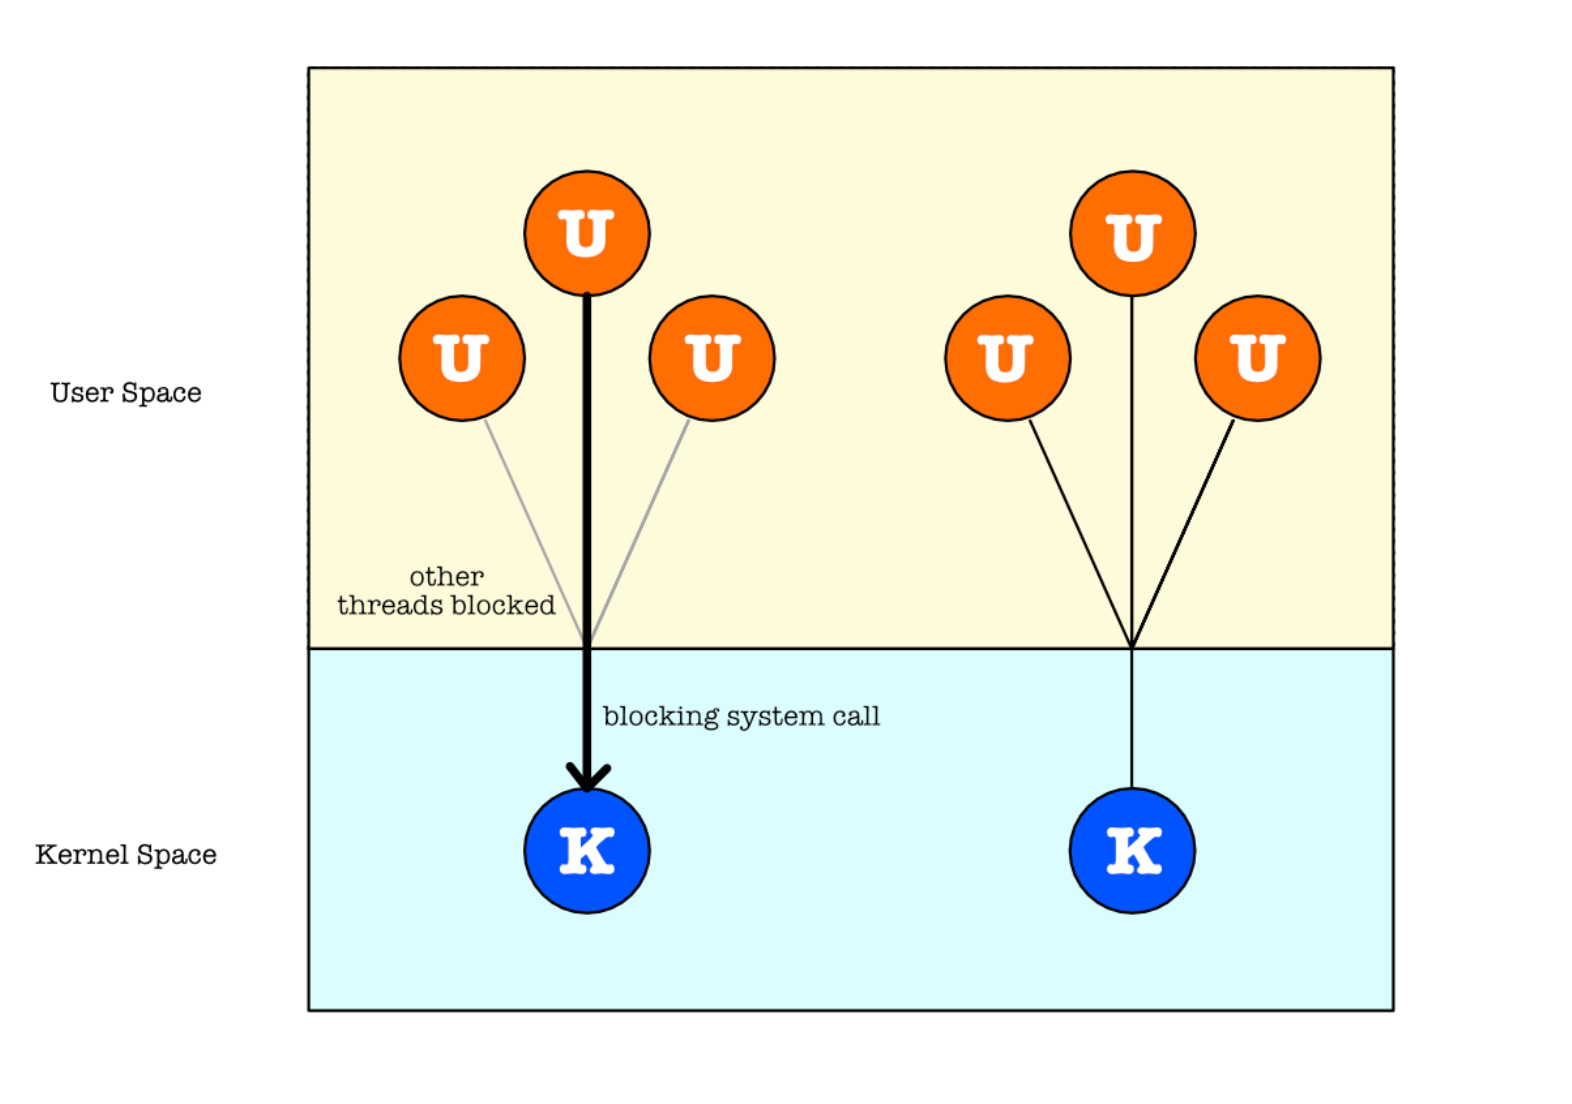 U
U
U
U
U
U
User Space
other
threads blocked
blocking system call
Kernel Space
K
K